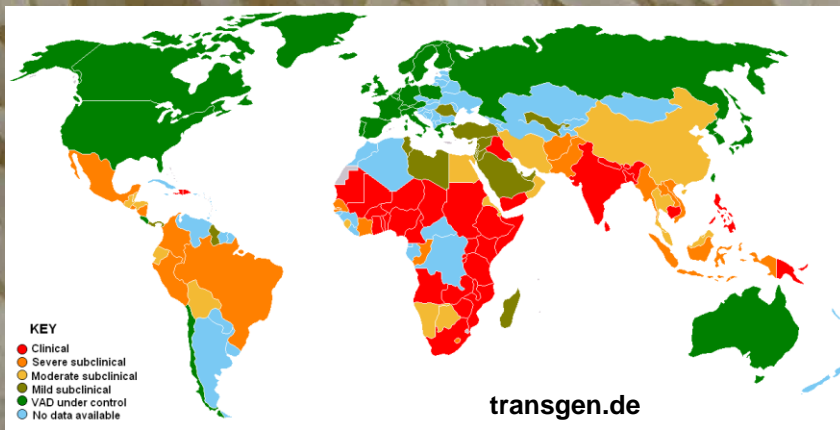 KEY
Clinical
Severe subclinical
Moderate subclinical
Mild subclinical
VAD under control
No data available
transgen.de